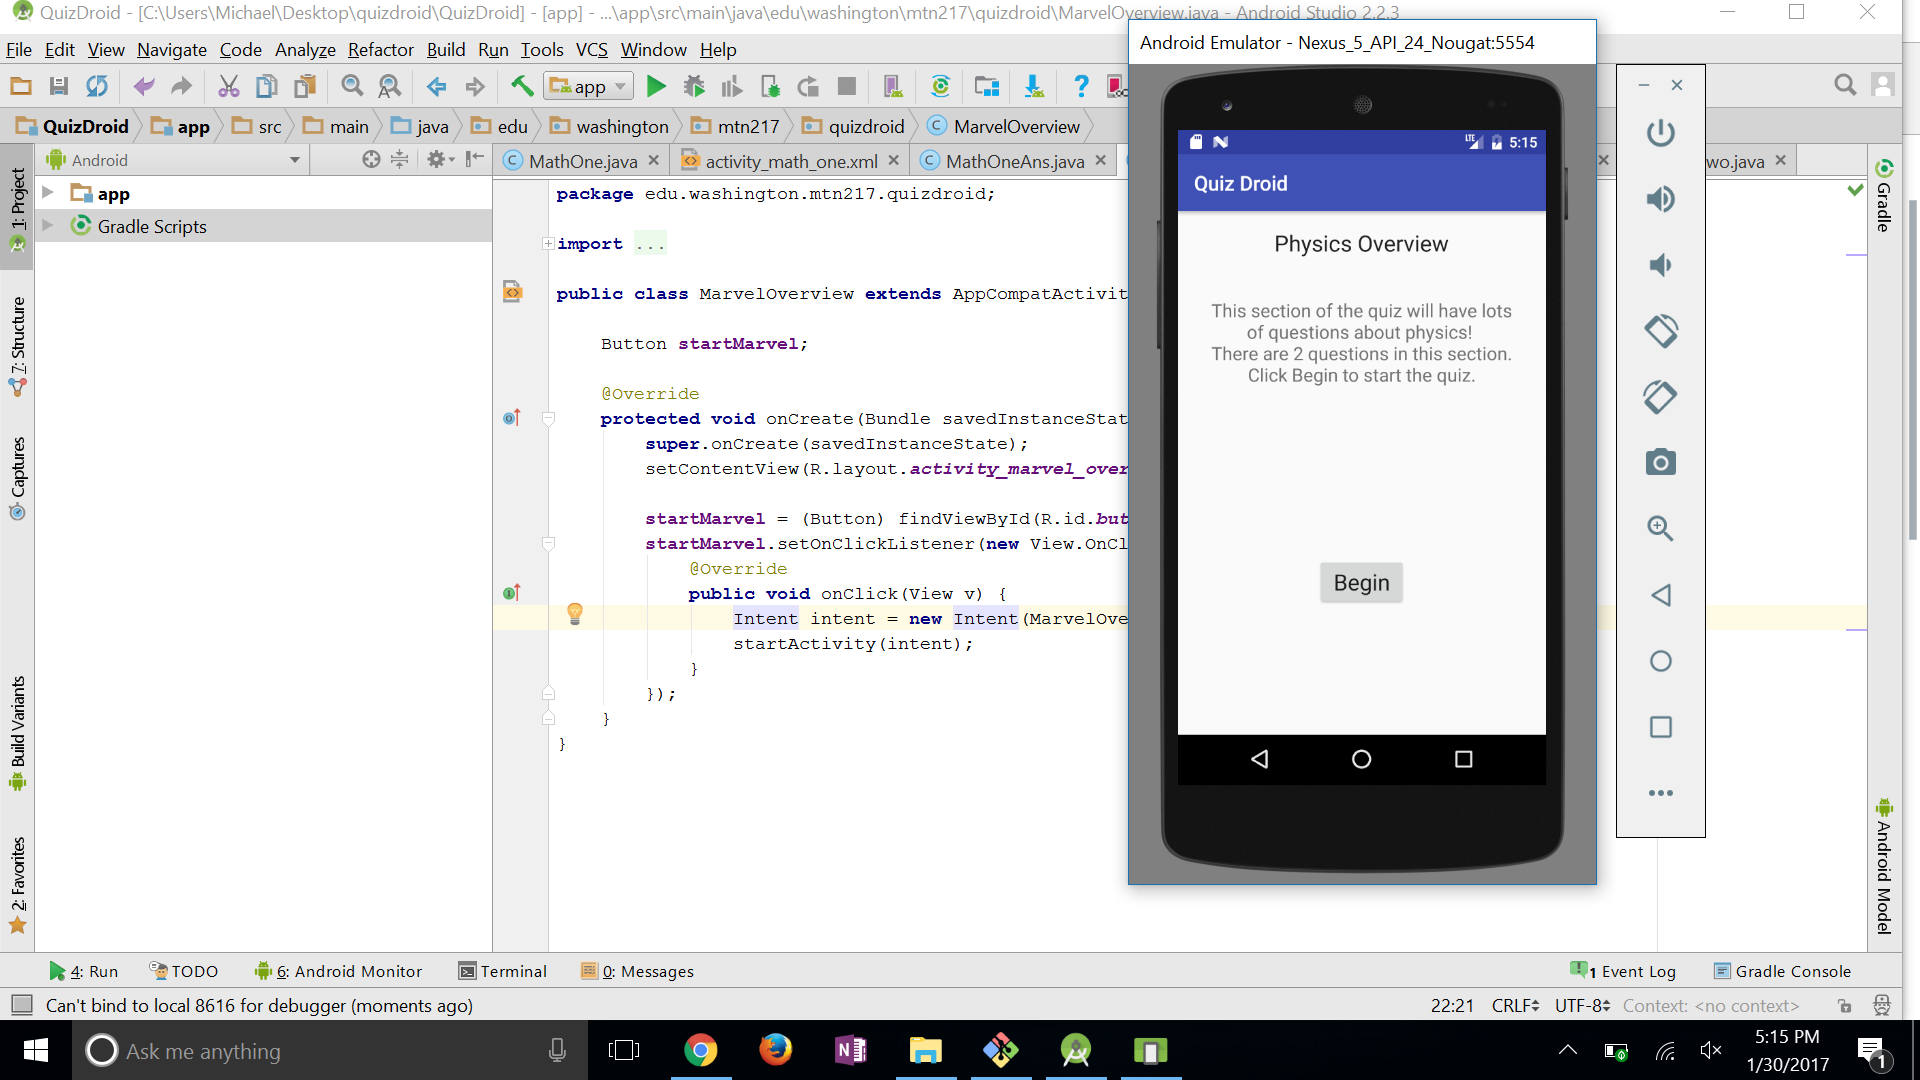 QuizDroid - [C:\Users\Michael\Desktop\quizdroid\QuizDroid] - [app] - ...\app\src\main\java\edu\washington\mtn217\quizdroid\MarvelOverview.java - Android Studio 2.2.3
File Edit View Navigate Code Analyze Refactor Build Run Tools VCS Window Help
app
QuizDroid app src main java edu washington mtn217 quizdroid MarvelOverview
Android
MathOne.java activity_math_one.xml MathOneAns.java wo.java
1: Project
7: Structure
Captures
Build Variants
2: Favorites
app
Gradle Scripts
package edu.washington.mtn217.quizdroid;
import ...
public class MarvelOverview extends AppCompatActivit
Button startMarvel;
@Override
protected void onCreate(Bundle savedInstanceStat
super.onCreate(savedInstanceState);
setContentView(R.layout.activity_marvel_over
startMarvel = (Button) findViewById(R.id.but
startMarvel.setOnClickListener(new View.OnCl
@Override
public void onClick(View v) {
Intent intent = new Intent(MarvelOve
startActivity(intent);
}
});
}
}
Android Emulator - Nexus_5_API_24_Nougat:5554
LTE 5:15
Quiz Droid
Physics Overview
This section of the quiz will have lots
of questions about physics!
There are 2 questions in this section.
Click Begin to start the quiz.
Begin
Gradle
Android Model
4: Run TODO 6: Android Monitor Terminal 0: Messages 1 Event Log Gradle Console
Can't bind to local 8616 for debugger (moments ago) 22:21 CRLF UTF-8 Context: <no context>
Ask me anything
5:15 PM
1/30/2017
1